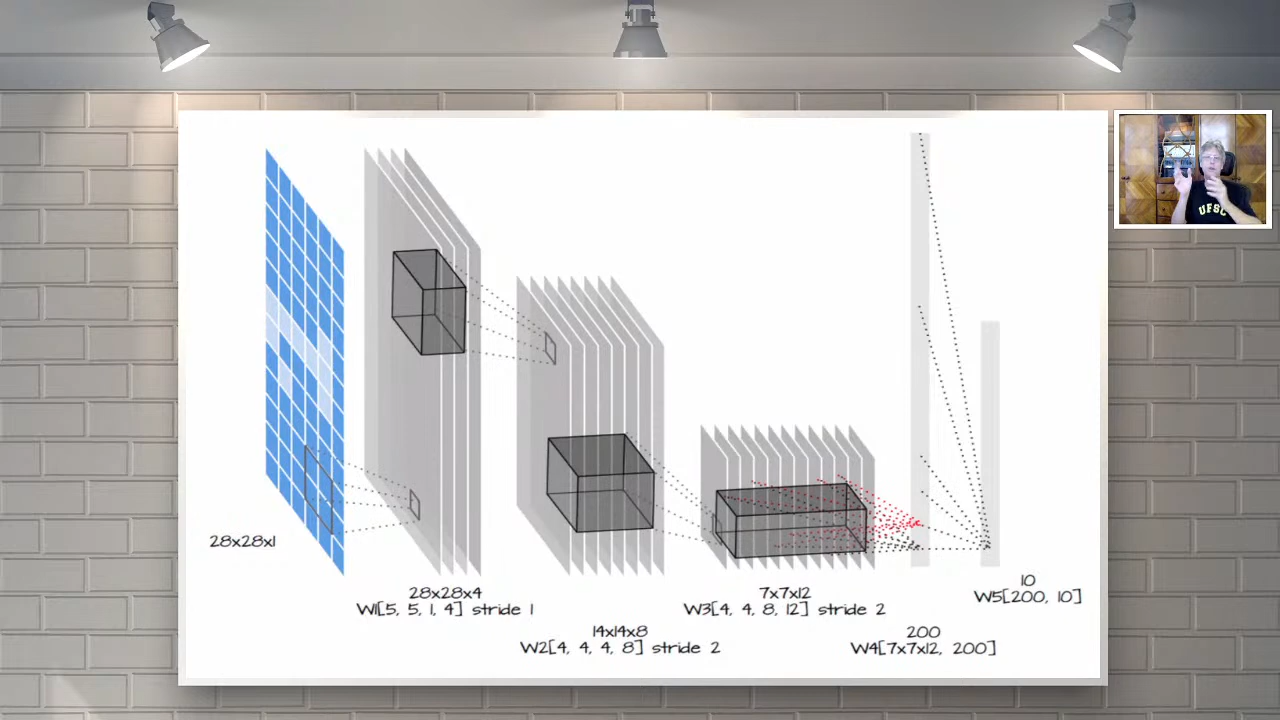 28x28x1
28x28x4
W1[5, 5, 1, 4] stride 1
14x14x8
W2[4, 4, 4, 8] stride 2
7x7x12
W3[4, 4, 8, 12] stride 2
200
W4[7x7x12, 200]
10
W5[200, 10]
UFSC